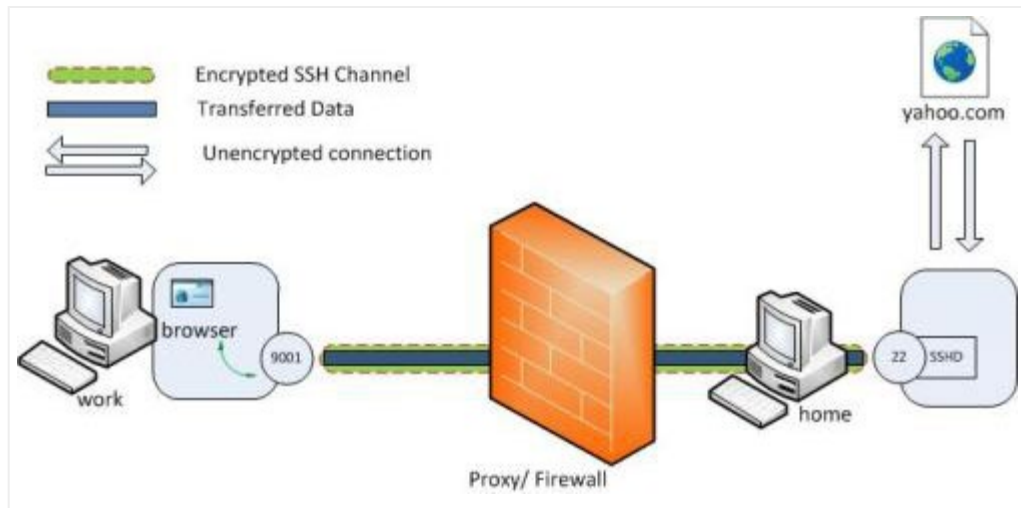 Encrypted SSH Channel
Transferred Data
Unencrypted connection
yahoo.com
browser
9001
22
SSHD
work
home
Proxy/ Firewall